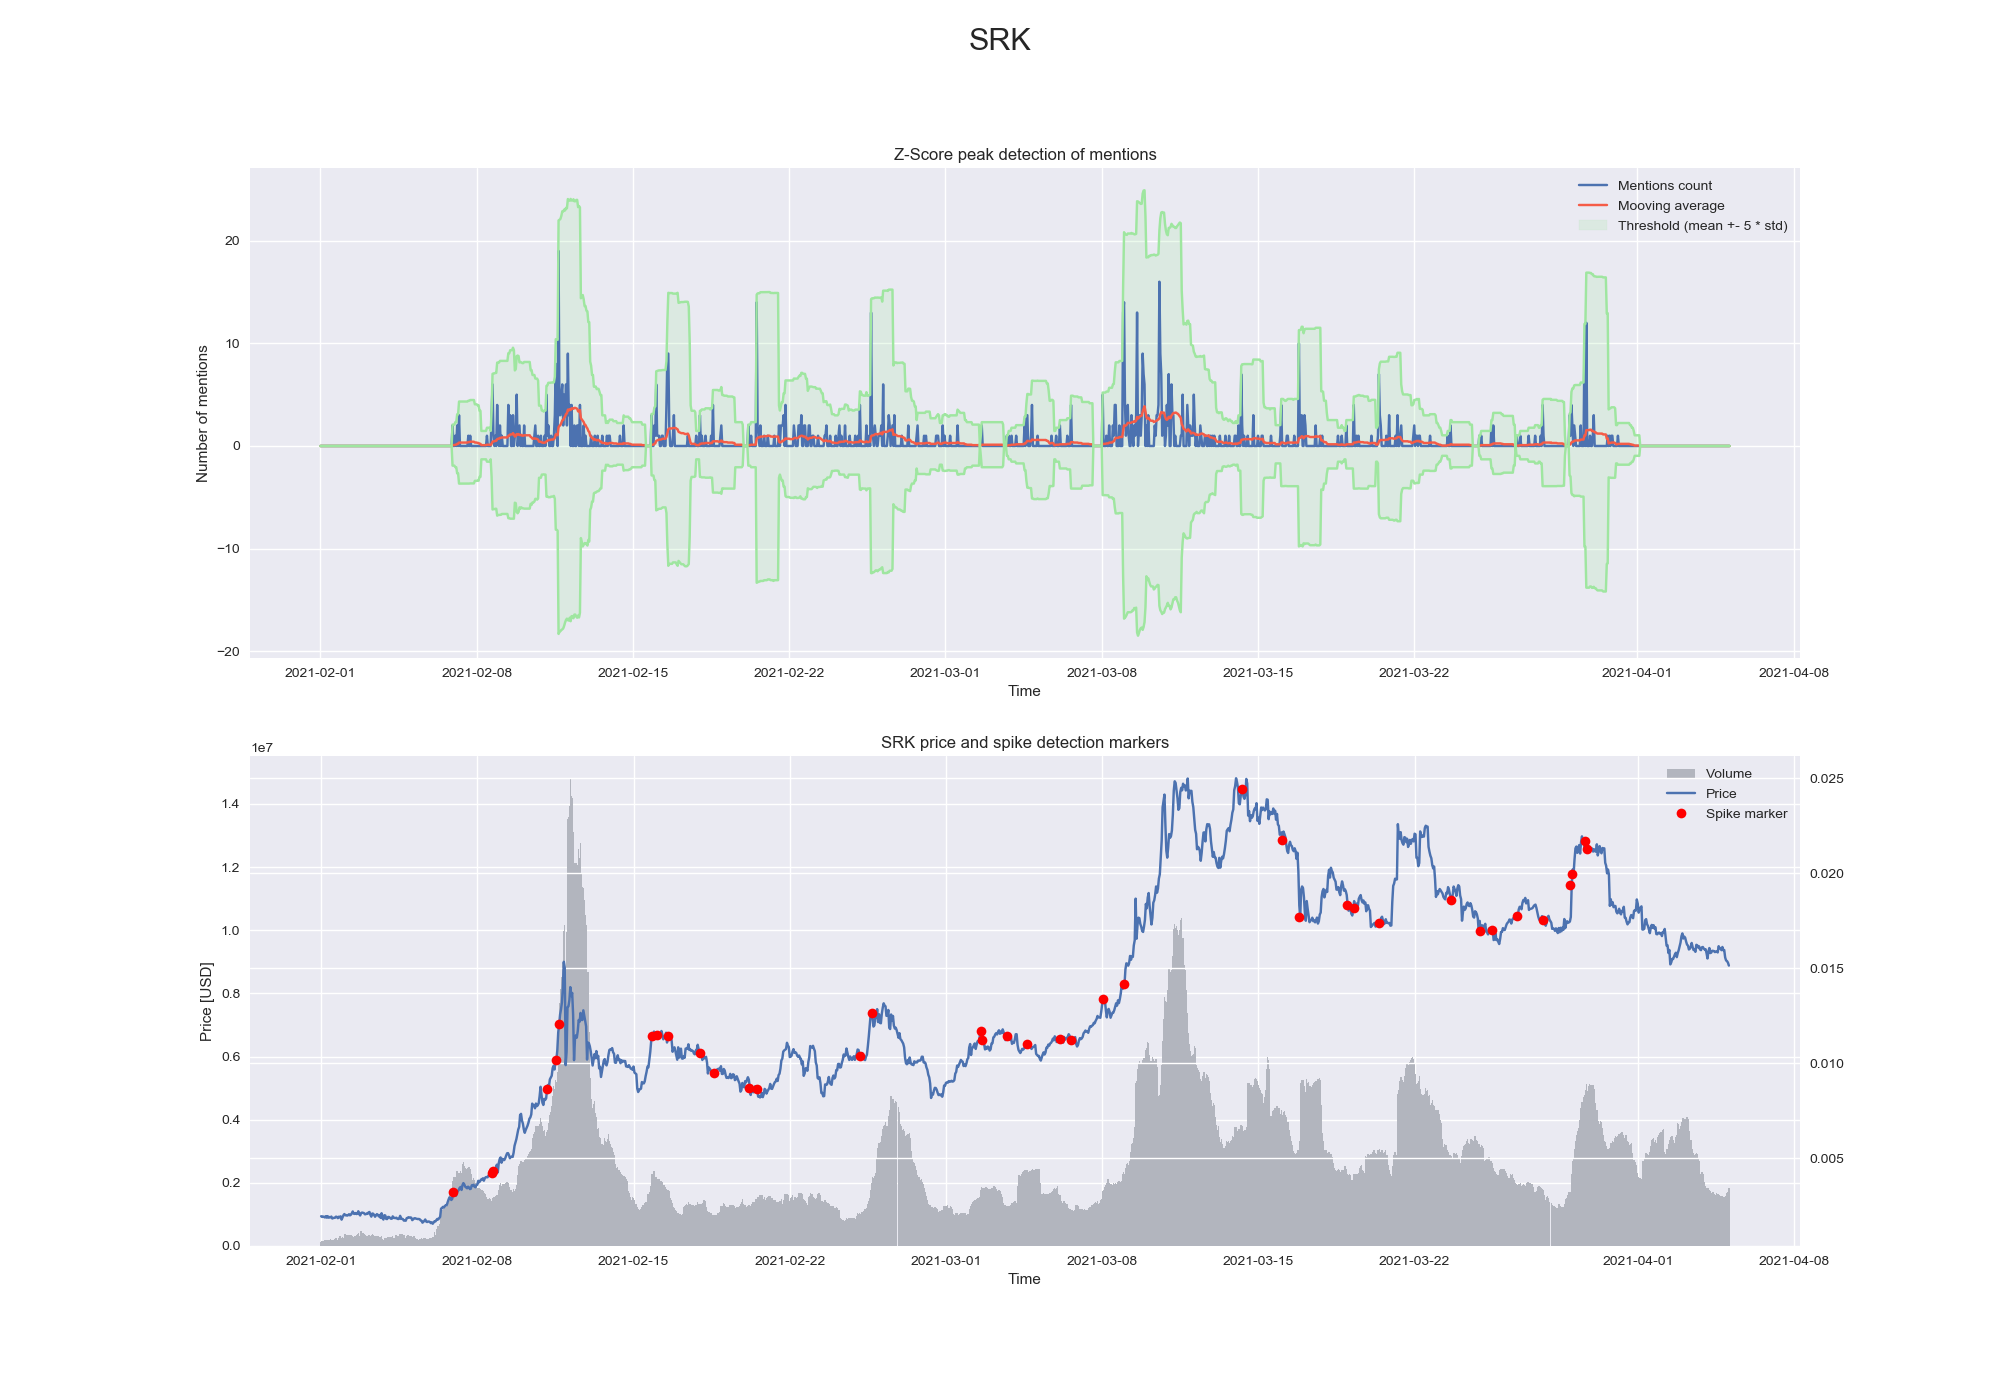 SRK
Z-Score peak detection of mentions
Mentions count
Mooving average
Threshold (mean +- 5 * std)
Number of mentions
20
10
0
−10
−20
2021-02-01 2021-02-08 2021-02-15 2021-02-22 2021-03-01 2021-03-08 2021-03-15 2021-03-22 2021-04-01 2021-04-08
Time
SRK price and spike detection markers
1e7
Volume
Price
Spike marker
Price [USD]
1.4
1.2
1.0
0.8
0.6
0.4
0.2
0.0
0.025
0.020
0.015
0.010
0.005
2021-02-01 2021-02-08 2021-02-15 2021-02-22 2021-03-01 2021-03-08 2021-03-15 2021-03-22 2021-04-01 2021-04-08
Time